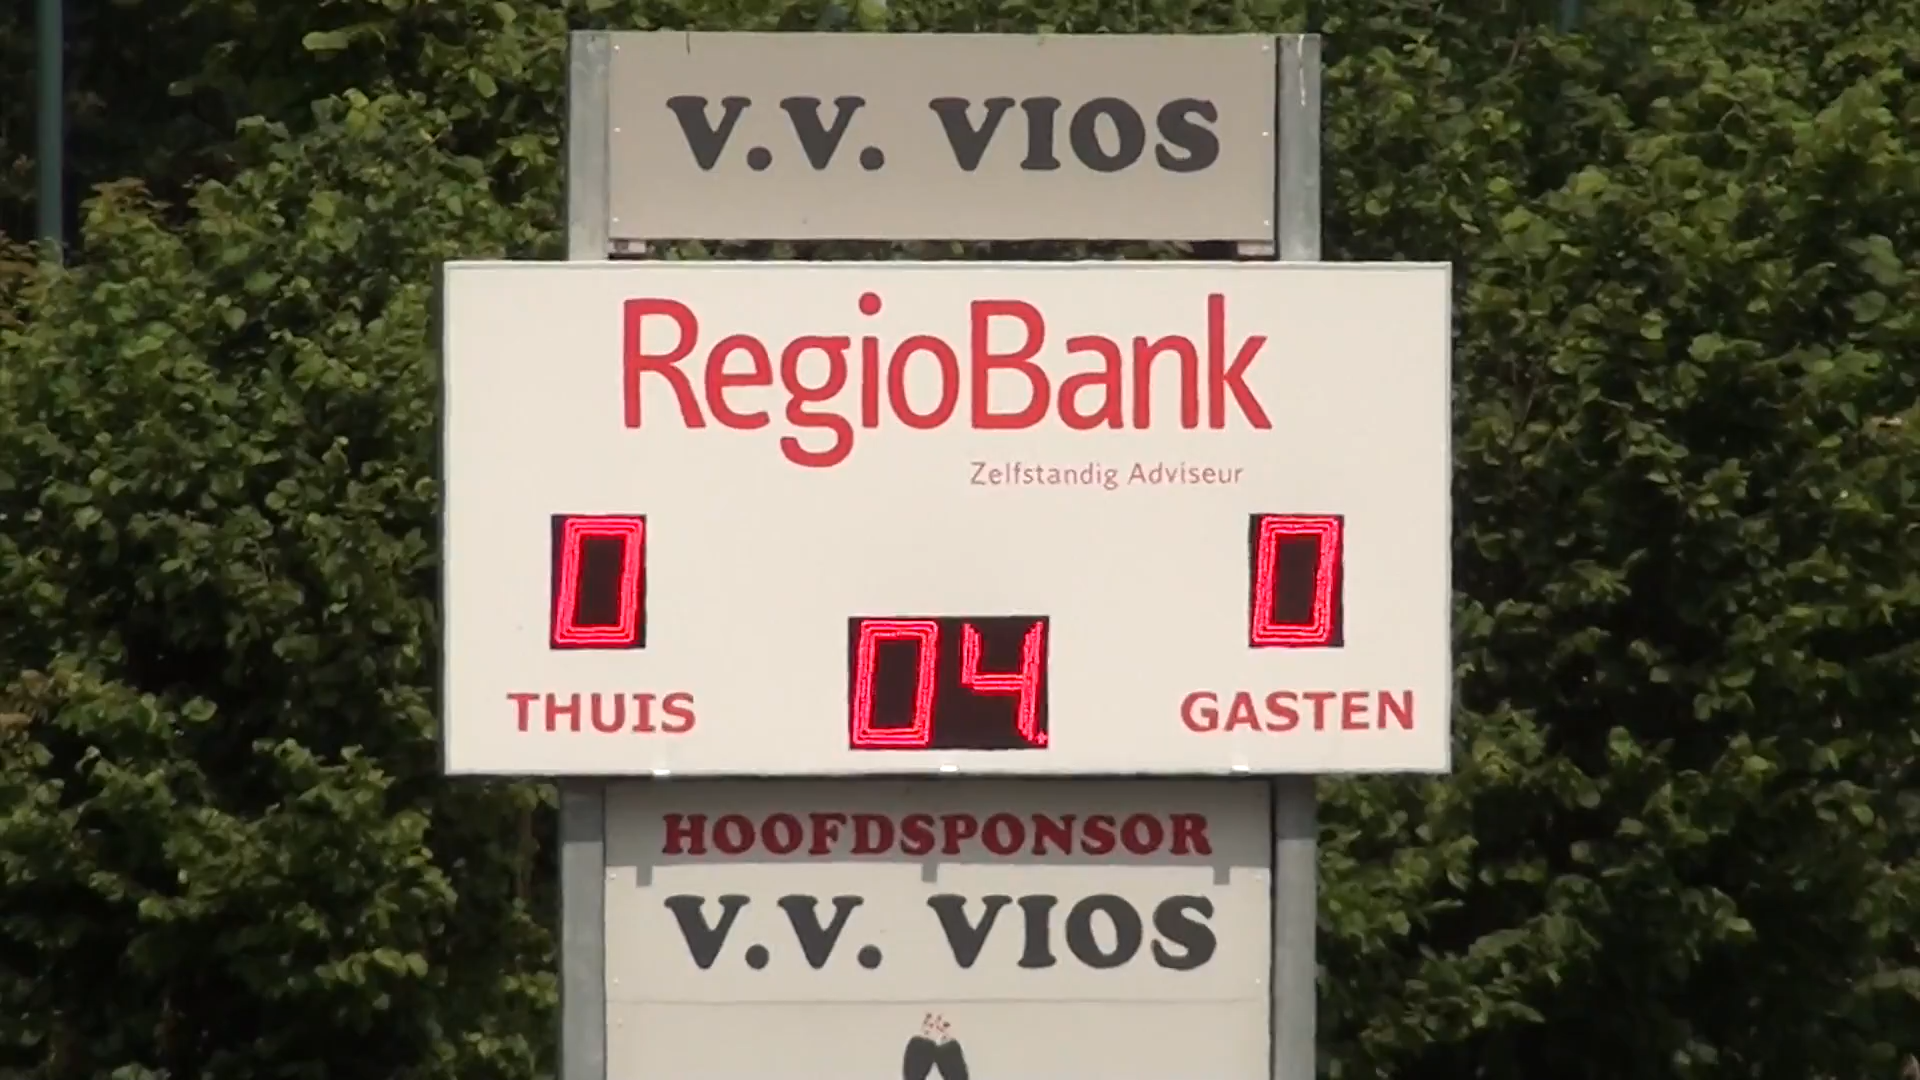 V.V. VIOS
RegioBank
Zelfstandig Adviseur
0 0
04.
THUIS GASTEN
HOOFDSPONSOR
V.V. VIOS